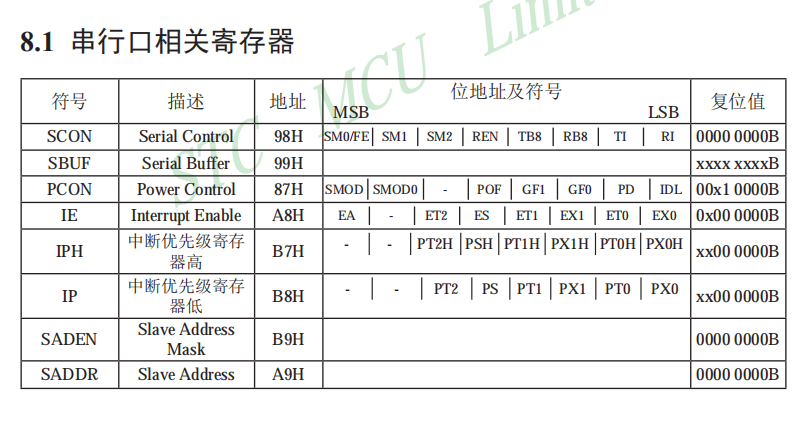 STC MCU Limi
8.1 串行口相关寄存器
符号 描述 地址 位地址及符号 复位值
MSB LSB
SCON Serial Control 98H SM0/FE SM1 SM2 REN TB8 RB8 TI RI 0000 0000B
SBUF Serial Buffer 99H xxxx xxxxB
PCON Power Control 87H SMOD SMOD0 - POF GF1 GF0 PD IDL 00x1 0000B
IE Interrupt Enable A8H EA - ET2 ES ET1 EX1 ET0 EX0 0x00 0000B
IPH 中断优先级寄存 B7H - - PT2H PSH PT1H PX1H PT0H PX0H xx00 0000B
器高
IP 中断优先级寄存 B8H - - PT2 PS PT1 PX1 PT0 PX0 xx00 0000B
器低
SADEN Slave Address B9H 0000 0000B
Mask
SADDR Slave Address A9H 0000 0000B